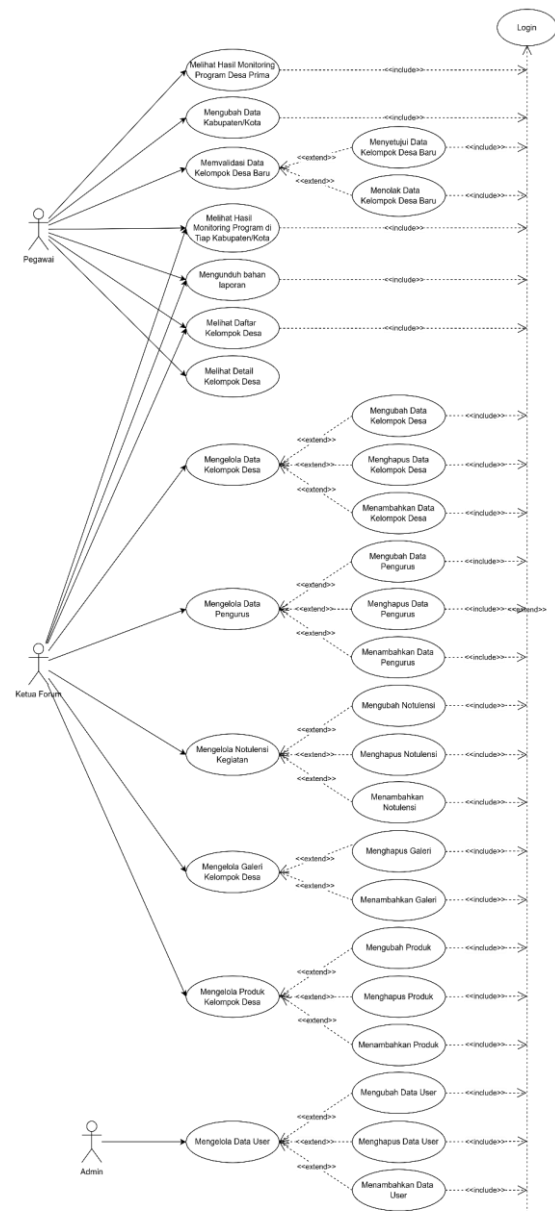 Login
Melihat Hasil Monitoring
Program Desa Prima
<<include>>
Mengubah Data
Kabupaten/Kota
<<include>>
Memvalidasi Data
Kelompok Desa Baru
<<extend>>
Menyetujui Data
Kelompok Desa Baru
<<include>>
<<extend>>
Menolak Data
Kelompok Desa Baru
<<include>>
Pegawai
Melihat Hasil
Monitoring Program di
Tiap Kabupaten/Kota
<<include>>
Mengunduh bahan
laporan
<<include>>
Melihat Daftar
Kelompok Desa
<<include>>
Melihat Detail
Kelompok Desa
Mengelola Data
Kelompok Desa
<<extend>>
Mengubah Data
Kelompok Desa
<<include>>
<<extend>>
Menghapus Data
Kelompok Desa
<<include>>
<<extend>>
Menambahkan Data
Kelompok Desa
<<include>>
Mengelola Data
Pengurus
<<extend>>
Mengubah Data
Pengurus
<<include>>
<<extend>>
Menghapus Data
Pengurus
<<include>>
<<extend>>
<<extend>>
Menambahkan Data
Pengurus
<<include>>
Ketua Forum
Mengelola Notulensi
Kegiatan
<<extend>>
Mengubah Notulensi
<<include>>
<<extend>>
Menghapus Notulensi
<<include>>
<<extend>>
Menambahkan
Notulensi
<<include>>
Mengelola Galeri
Kelompok Desa
<<extend>>
Menghapus Galeri
<<include>>
<<extend>>
Menambahkan Galeri
<<include>>
Mengelola Produk
Kelompok Desa
<<extend>>
Mengubah Produk
<<include>>
<<extend>>
Menghapus Produk
<<include>>
<<extend>>
Menambahkan Produk
<<include>>
Admin
Mengelola Data User
<<extend>>
Mengubah Data User
<<include>>
<<extend>>
Menghapus Data User
<<include>>
<<extend>>
Menambahkan Data
User
<<include>>